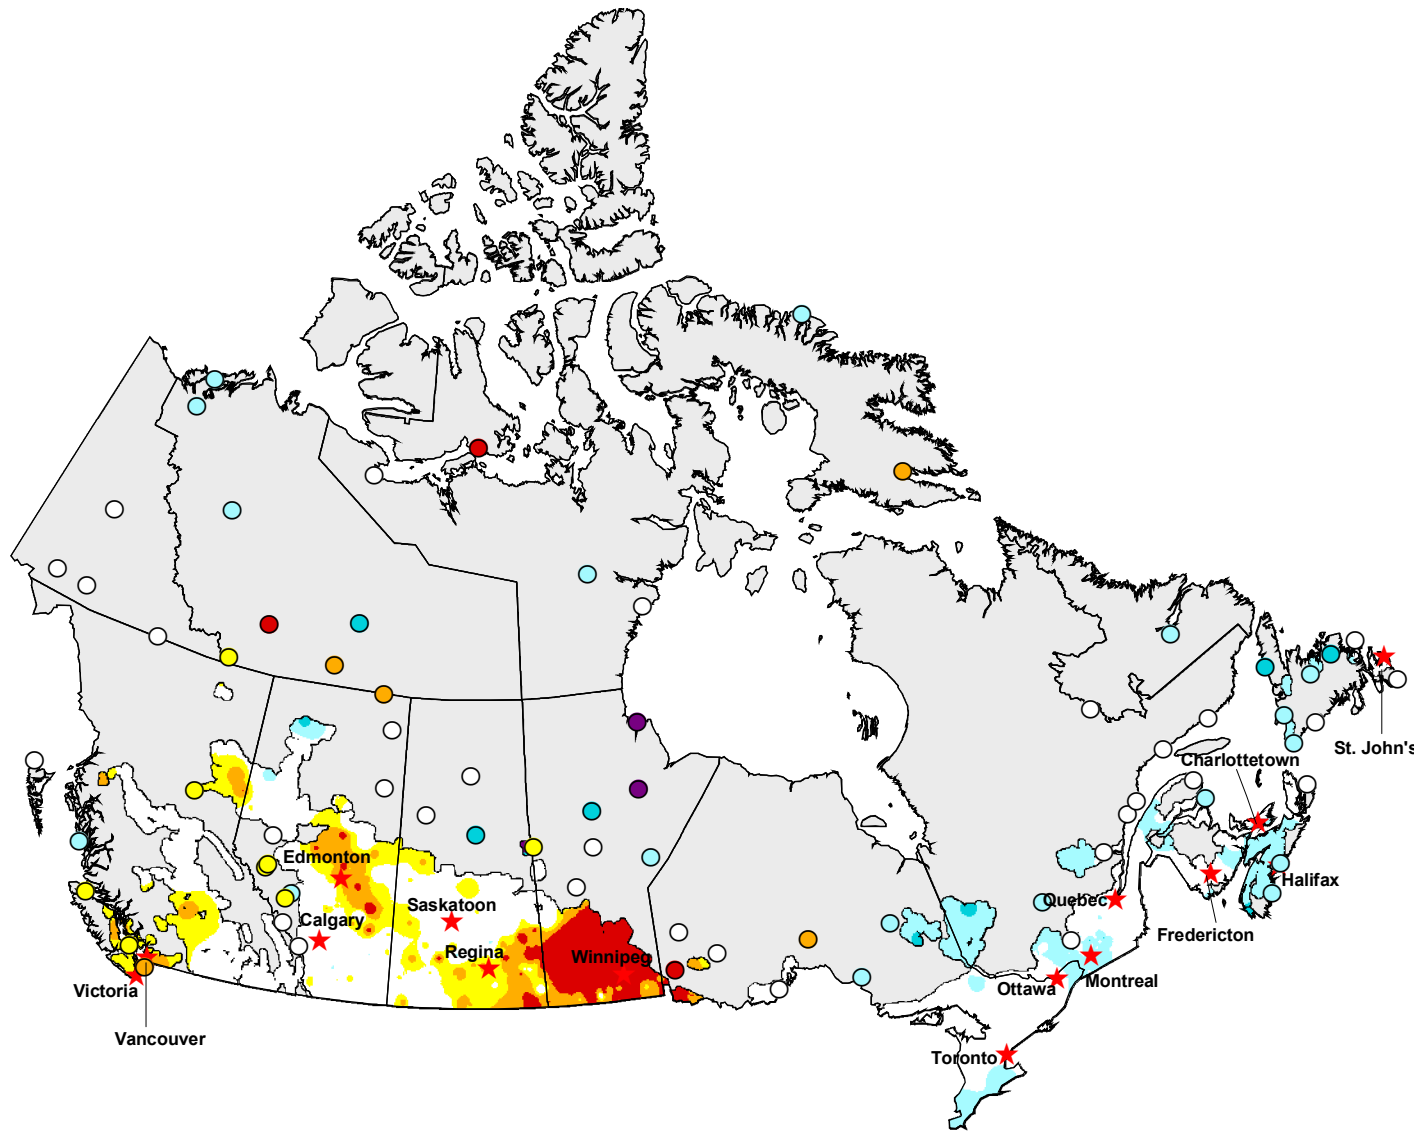 St. John's
Charlottetown
Edmonton
Halifax
Quebec
Saskatoon
Calgary
Fredericton
Regina
Winnipeg
Montreal
Ottawa
Victoria
Vancouver
Toronto